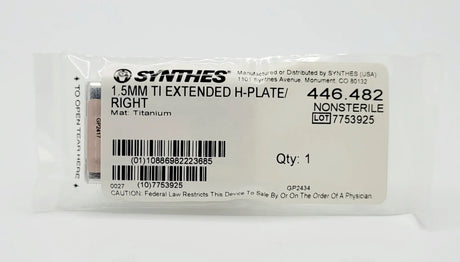 SYNTHES®
Manufactured or Distributed by SYNTHES (USA)
1101 Synthes Avenue, Monument, CO 80132
1.5MM TI EXTENDED H-PLATE/
RIGHT
Mat: Titanium
446.482
NONSTERILE
LOT 7753925
(01)10886982223685
Qty: 1
0027
(10)7753925
GP2434
CAUTION: Federal Law Restricts This Device To Sale By or On The Order Of A Physician.
TO OPEN TEAR HERE
GP2417